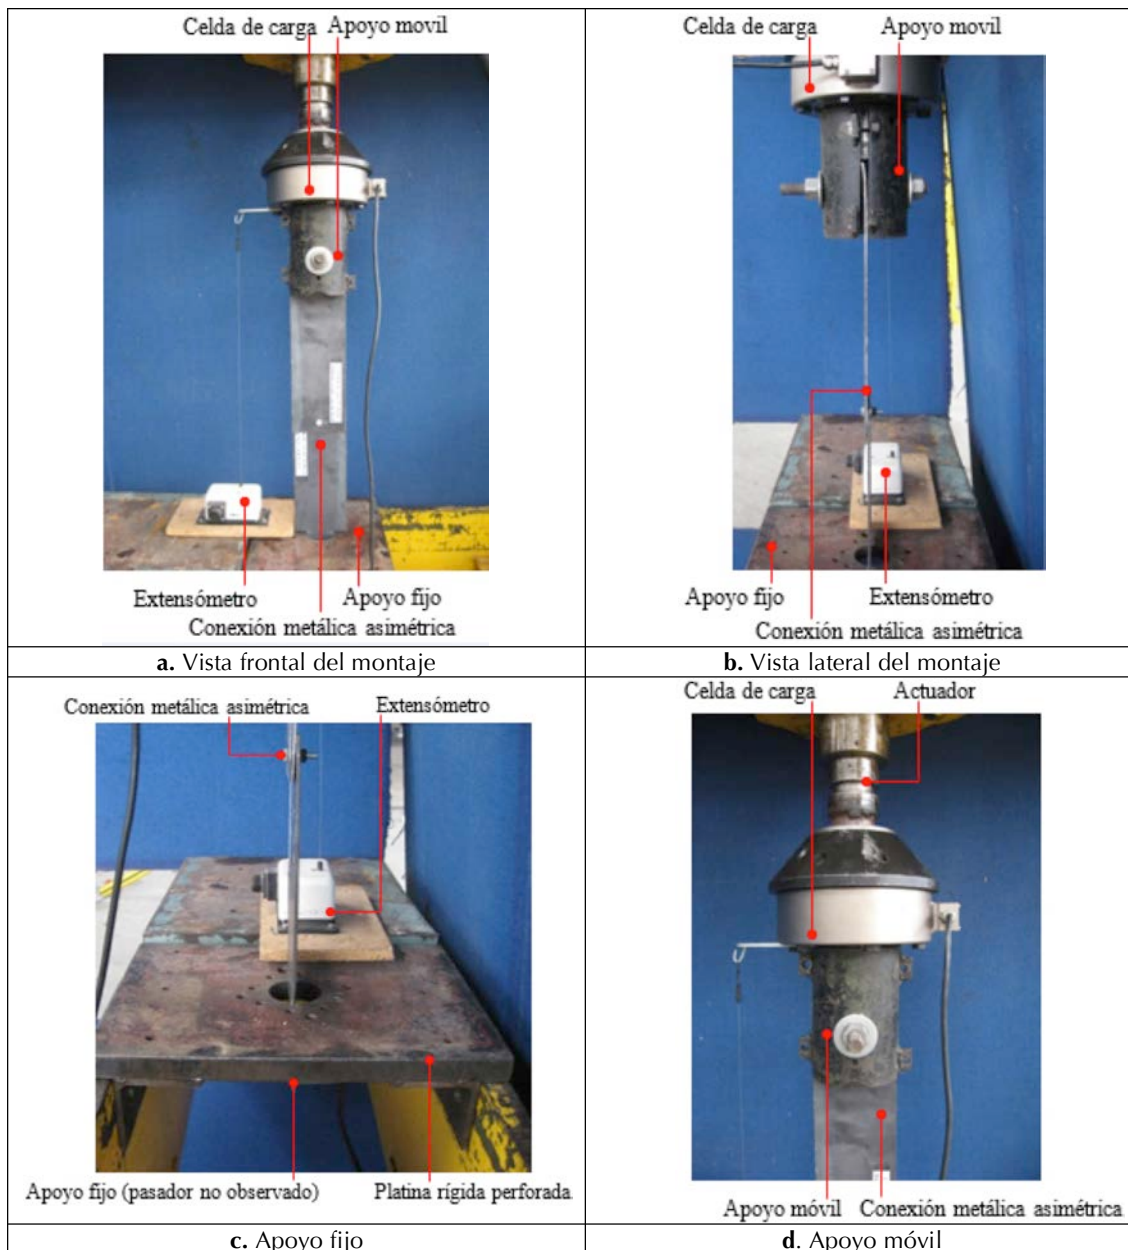 Celda de carga Apoyo movil
Extensómetro Apoyo fijo
Conexión metálica asimétrica
a. Vista frontal del montaje
Celda de carga Apoyo movil
Apoyo fijo Extensómetro
Conexión metálica asimétrica
b. Vista lateral del montaje
Conexión metálica asimétrica Extensómetro
Apoyo fijo (pasador no observado) Platina rígida perforada
c. Apoyo fijo
Celda de carga Actuador
Apoyo móvil Conexión metálica asimétrica
d. Apoyo móvil